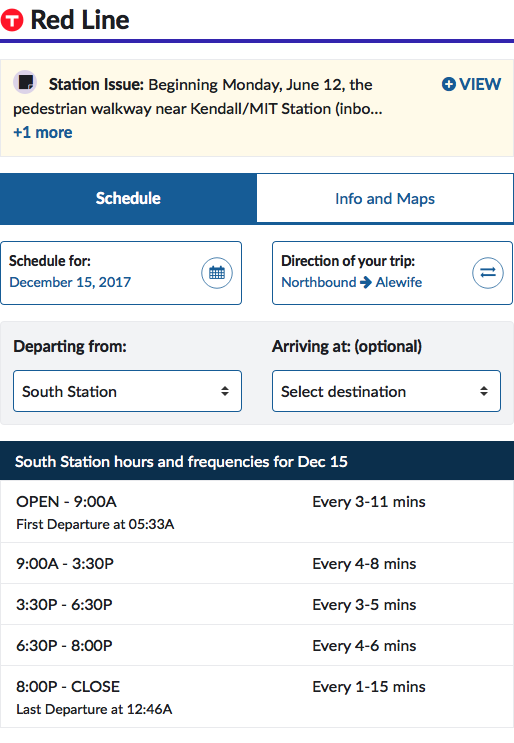 T Red Line
Station Issue: Beginning Monday, June 12, the
pedestrian walkway near Kendall/MIT Station (inbo...
+1 more
VIEW
Schedule
Info and Maps
Schedule for:
December 15, 2017
Direction of your trip:
Northbound → Alewife
Departing from:
South Station
Arriving at: (optional)
Select destination
South Station hours and frequencies for Dec 15
OPEN - 9:00A Every 3-11 mins
First Departure at 05:33A
9:00A - 3:30P Every 4-8 mins
3:30P - 6:30P Every 3-5 mins
6:30P - 8:00P Every 4-6 mins
8:00P - CLOSE Every 1-15 mins
Last Departure at 12:46A